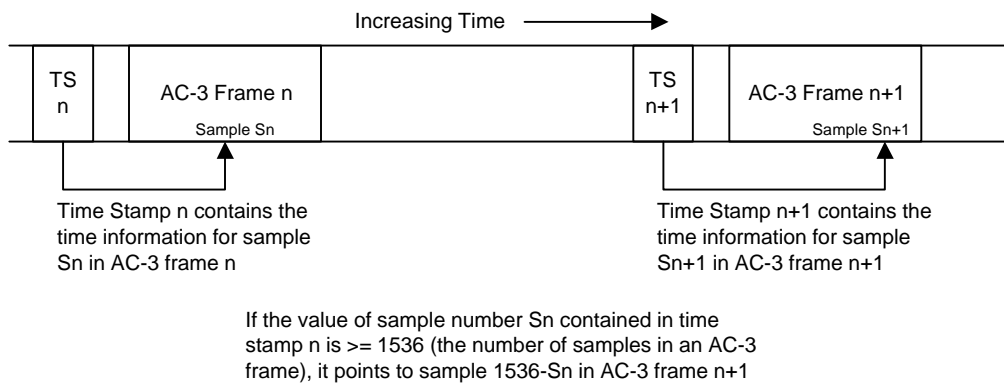 Increasing Time
TS
n
AC-3 Frame n
Sample Sn
TS
n+1
AC-3 Frame n+1
Sample Sn+1
Time Stamp n contains the
time information for sample
Sn in AC-3 frame n
Time Stamp n+1 contains the
time information for sample
Sn+1 in AC-3 frame n+1
If the value of sample number Sn contained in time
stamp n is >= 1536 (the number of samples in an AC-3
frame), it points to sample 1536-Sn in AC-3 frame n+1